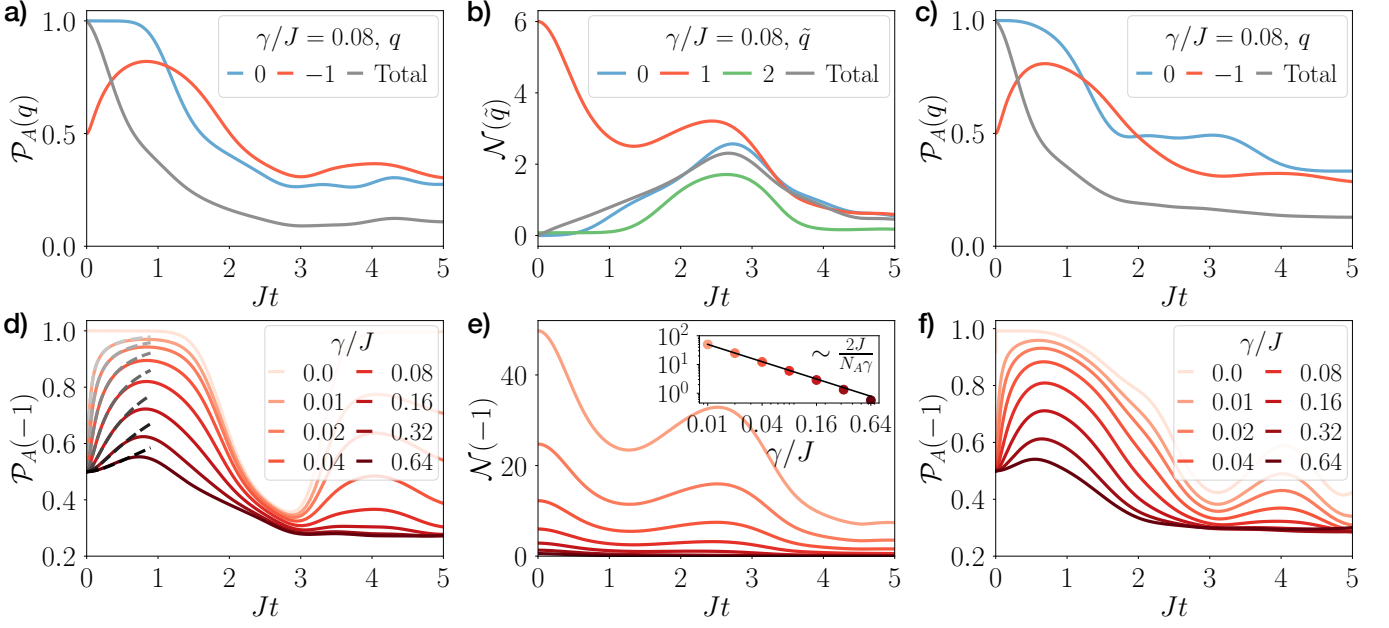 a)
γ/J = 0.08, q
0 −1 Total
P_A(q)
1.0
0.5
0.0
0 1 2 3 4 5
Jt
b)
γ/J = 0.08, q̃
0 1 2 Total
N(q̃)
6
4
2
0
0 1 2 3 4 5
Jt
c)
γ/J = 0.08, q
0 −1 Total
P_A(q)
1.0
0.5
0.0
0 1 2 3 4 5
Jt
d)
γ/J
0.0 0.08
0.01 0.16
0.02 0.32
0.04 0.64
P_A(−1)
1.0
0.8
0.6
0.4
0.2
0 1 2 3 4 5
Jt
e)
N(−1)
40
20
0
0 1 2 3 4 5
Jt
10²
10¹
10⁰
∼ 2J/N_Aγ
0.01 0.04 0.16 0.64
γ/J
f)
γ/J
0.0 0.08
0.01 0.16
0.02 0.32
0.04 0.64
P_A(−1)
1.0
0.8
0.6
0.4
0.2
0 1 2 3 4 5
Jt